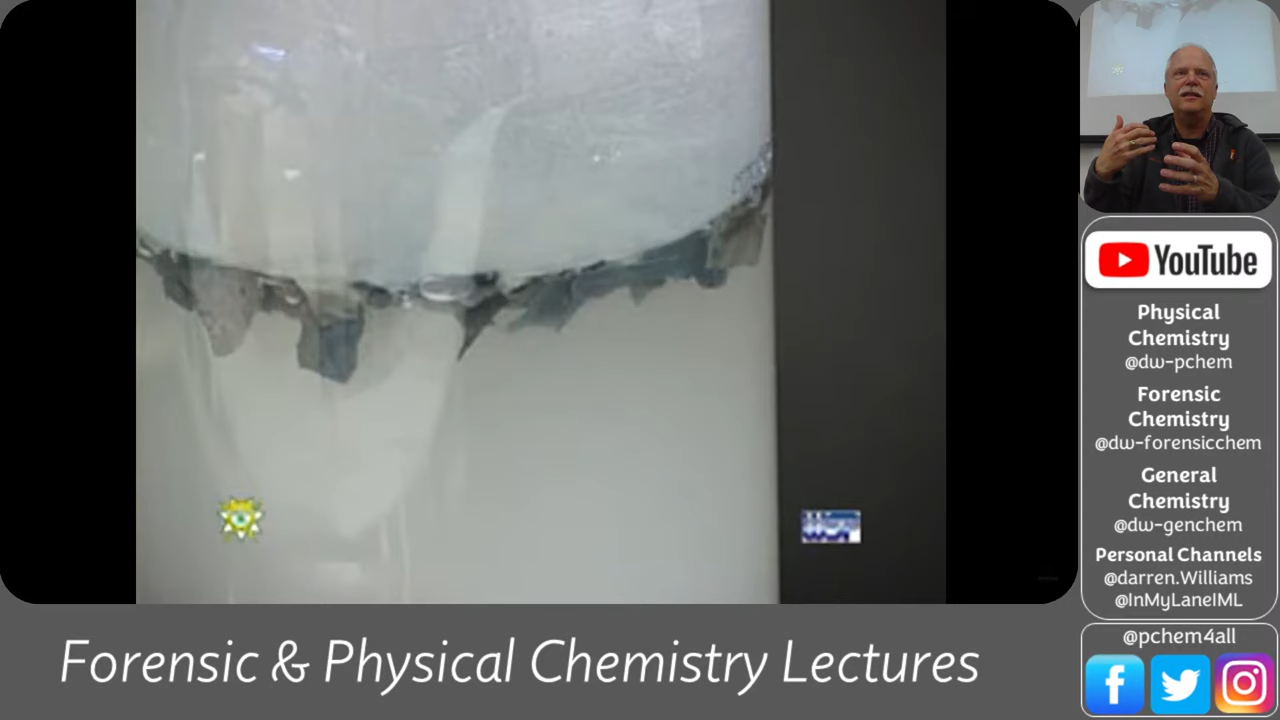 YouTube
Physical
Chemistry
@dw-pchem
Forensic
Chemistry
@dw-forensicchem
General
Chemistry
@dw-genchem
Personal Channels
@darren.Williams
@InMyLaneIML
@pchem4all
Forensic & Physical Chemistry Lectures